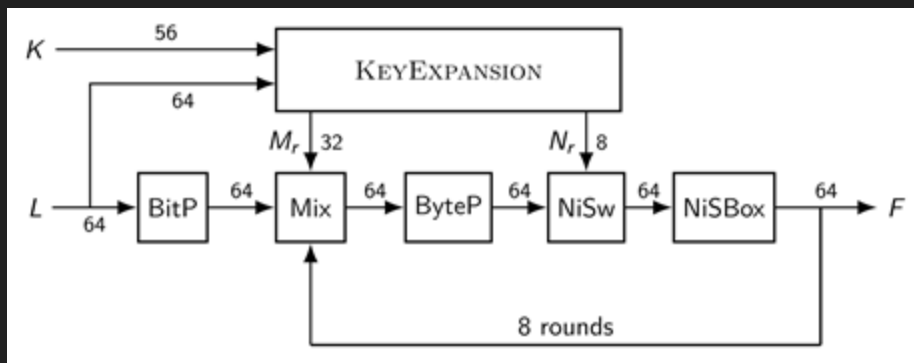 56
K
KEYEXPANSION
64
M_r 32 N_r 8
64 64 64 64 64
L BitP Mix ByteP NiSw NiSBox F
64
8 rounds